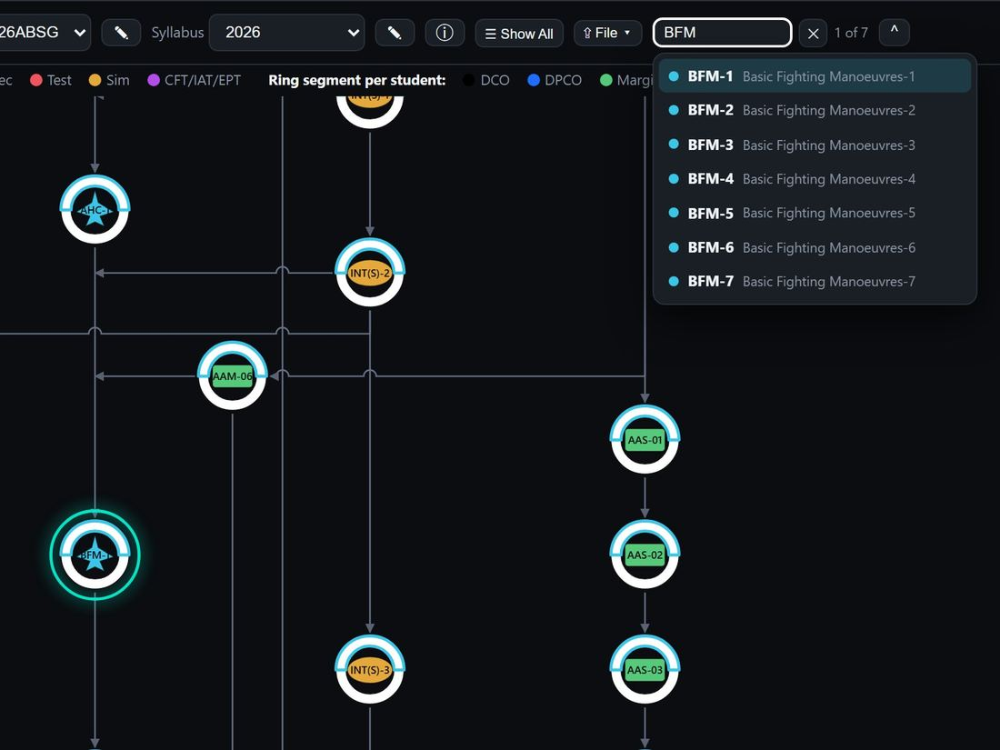 26ABSG Syllabus 2026 ☰ Show All ⇪ File ▾ BFM ✕ 1 of 7 ^
ec Test Sim CFT/IAT/EPT Ring segment per student: DCO DPCO Margi
BFM-1 Basic Fighting Manoeuvres-1
BFM-2 Basic Fighting Manoeuvres-2
BFM-3 Basic Fighting Manoeuvres-3
BFM-4 Basic Fighting Manoeuvres-4
BFM-5 Basic Fighting Manoeuvres-5
BFM-6 Basic Fighting Manoeuvres-6
BFM-7 Basic Fighting Manoeuvres-7
INT(S)-1
AHC-1
INT(S)-2
AAM-06
AAS-01
BFM-1
AAS-02
INT(S)-3
AAS-03